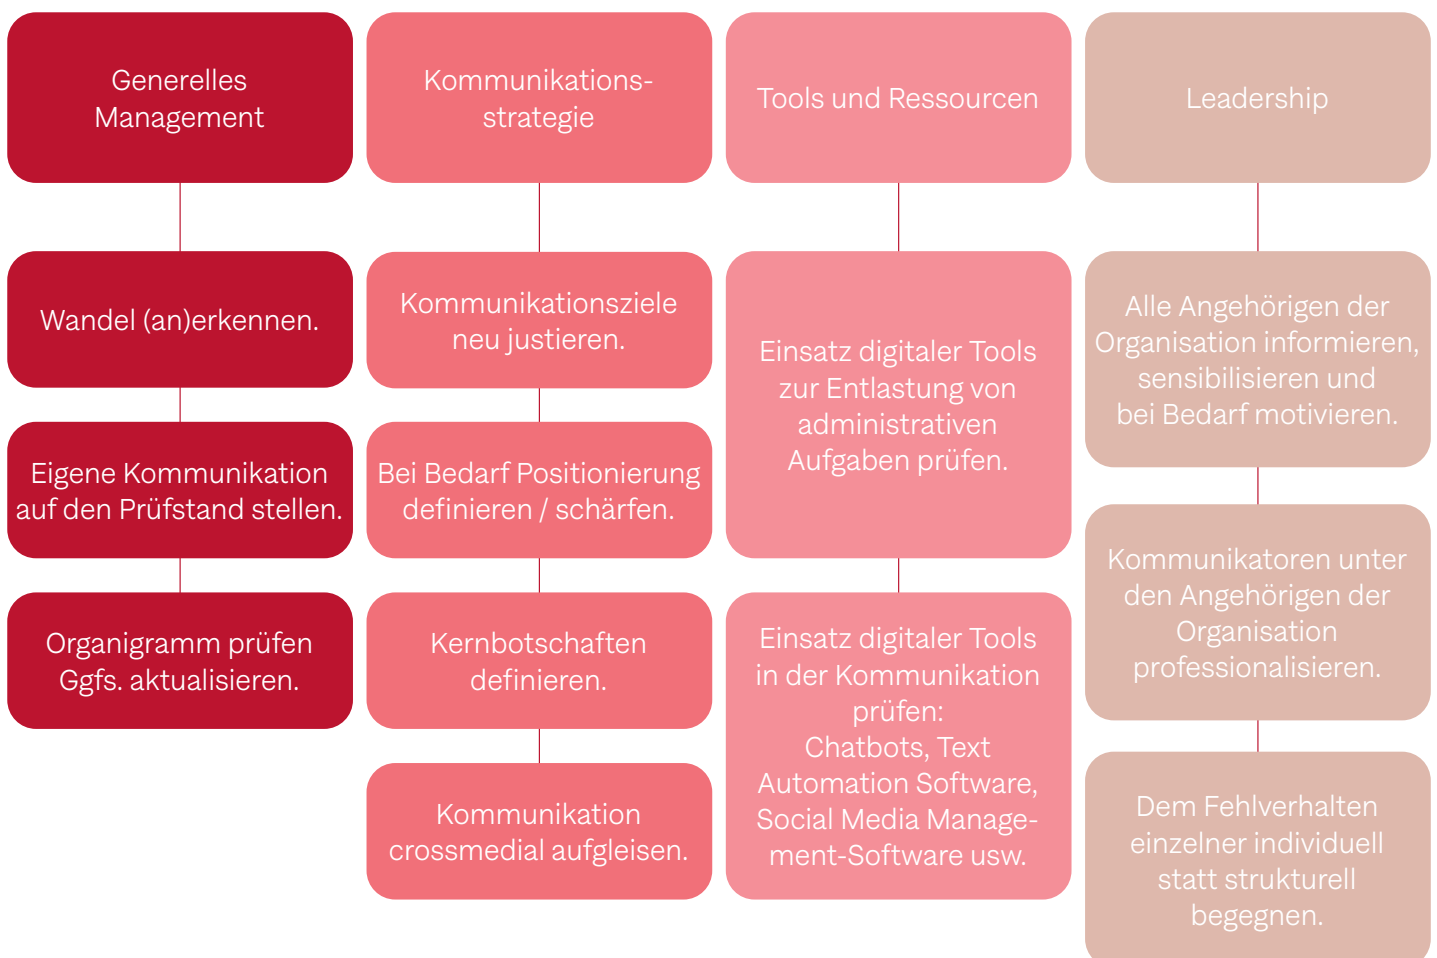 Generelles
Management
Wandel (an)erkennen.
Eigene Kommunikation
auf den Prüfstand stellen.
Organigramm prüfen
Ggfs. aktualisieren.
Kommunikations-
strategie
Kommunikationsziele
neu justieren.
Bei Bedarf Positionierung
definieren / schärfen.
Kernbotschaften
definieren.
Kommunikation
crossmedial aufgleisen.
Tools und Ressourcen
Einsatz digitaler Tools
zur Entlastung von
administrativen
Aufgaben prüfen.
Einsatz digitaler Tools
in der Kommunikation
prüfen:
Chatbots, Text
Automation Software,
Social Media Manage-
ment-Software usw.
Leadership
Alle Angehörigen der
Organisation informieren,
sensibilisieren und
bei Bedarf motivieren.
Kommunikatoren unter
den Angehörigen der
Organisation
professionalisieren.
Dem Fehlverhalten
einzelner individuell
statt strukturell
begegnen.